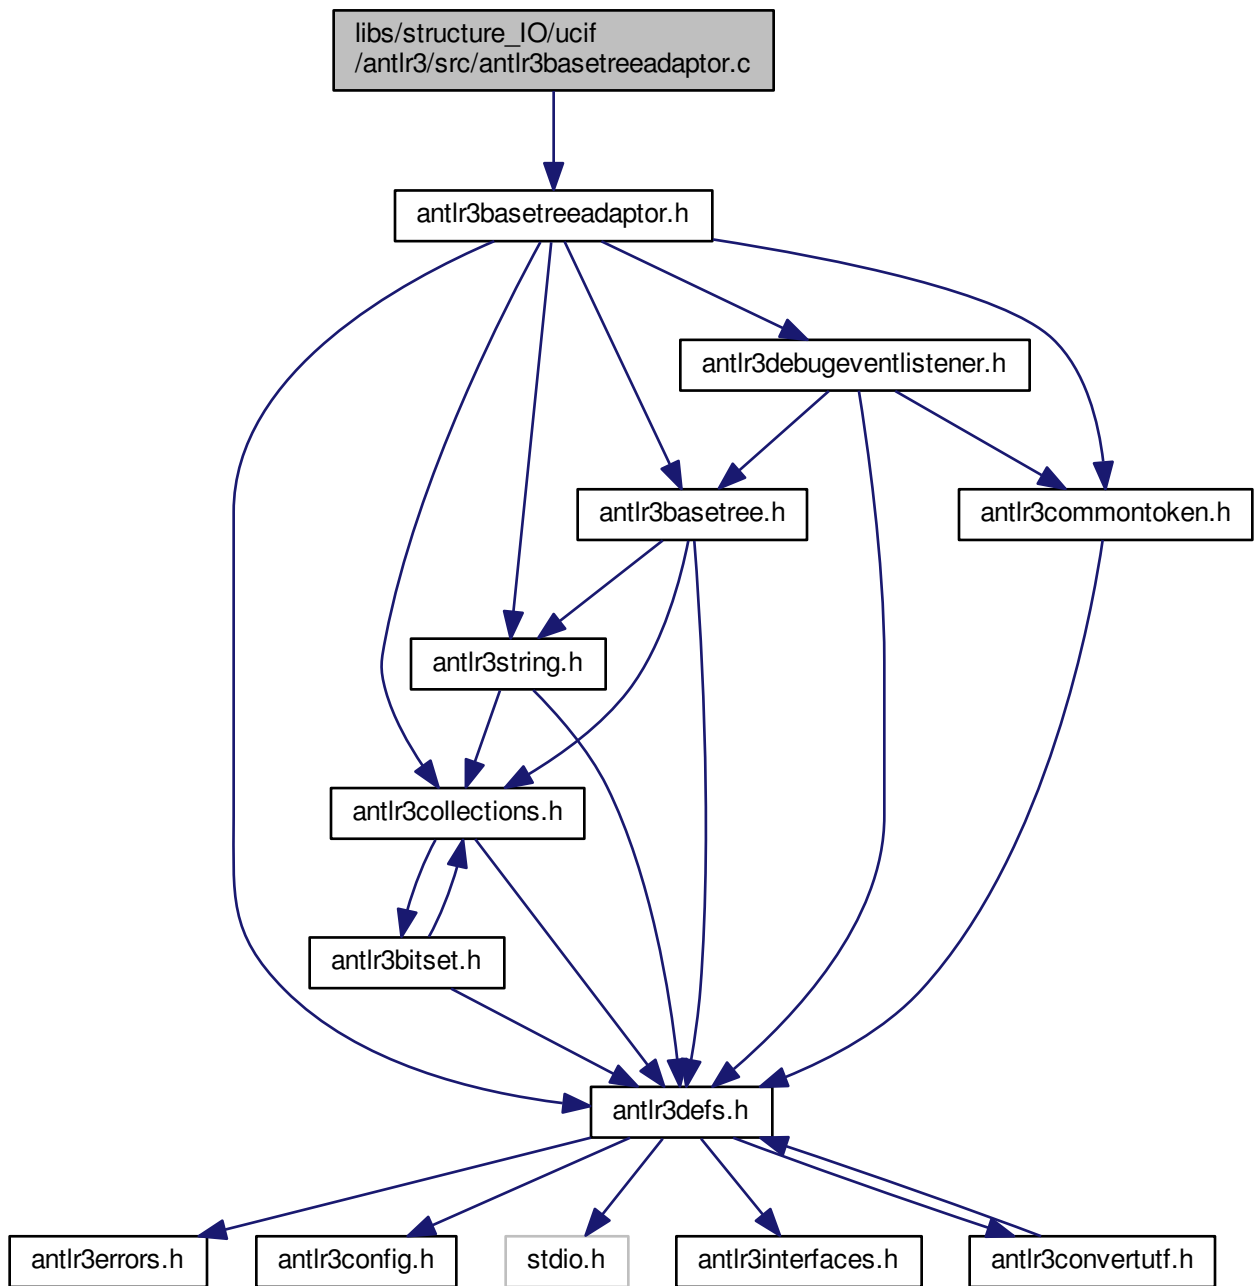 libs/structure_IO/ucif
/antlr3/src/antlr3basetreeadaptor.c
antlr3basetreeadaptor.h
antlr3debugeventlistener.h
antlr3basetree.h
antlr3commontoken.h
antlr3string.h
antlr3collections.h
antlr3bitset.h
antlr3defs.h
antlr3errors.h
antlr3config.h
stdio.h
antlr3interfaces.h
antlr3convertutf.h